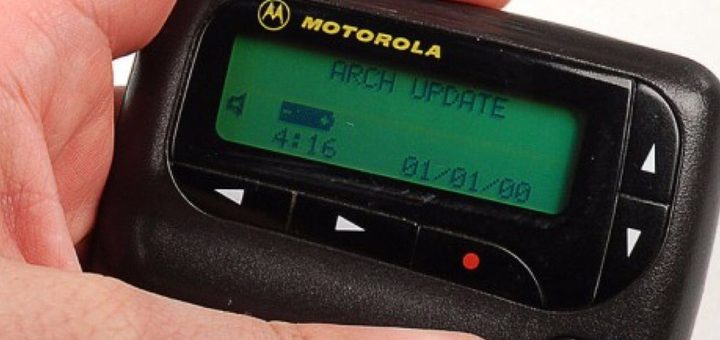 MOTOROLA
ARCH UPDATE
4:16 01/01/00